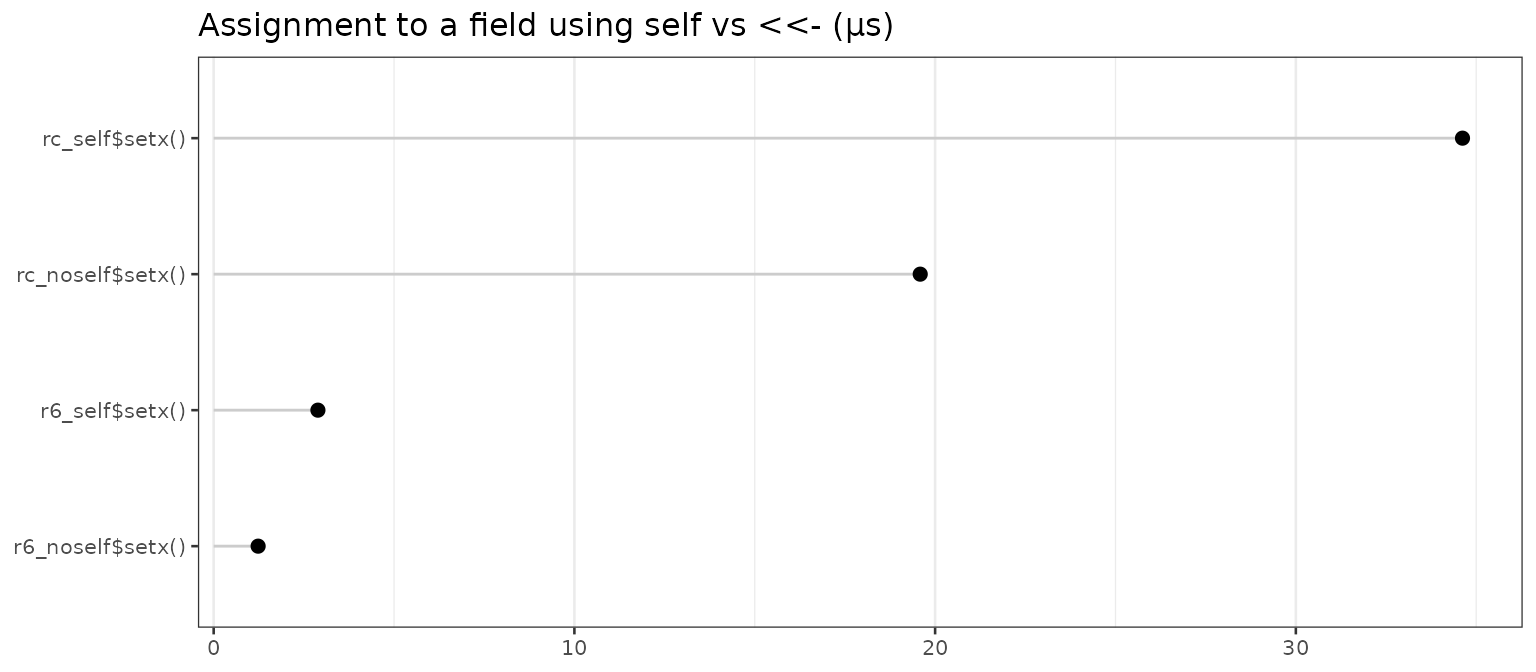 Assignment to a field using self vs <<- (µs)
rc_self$setx()
rc_noself$setx()
r6_self$setx()
r6_noself$setx()
0 10 20 30